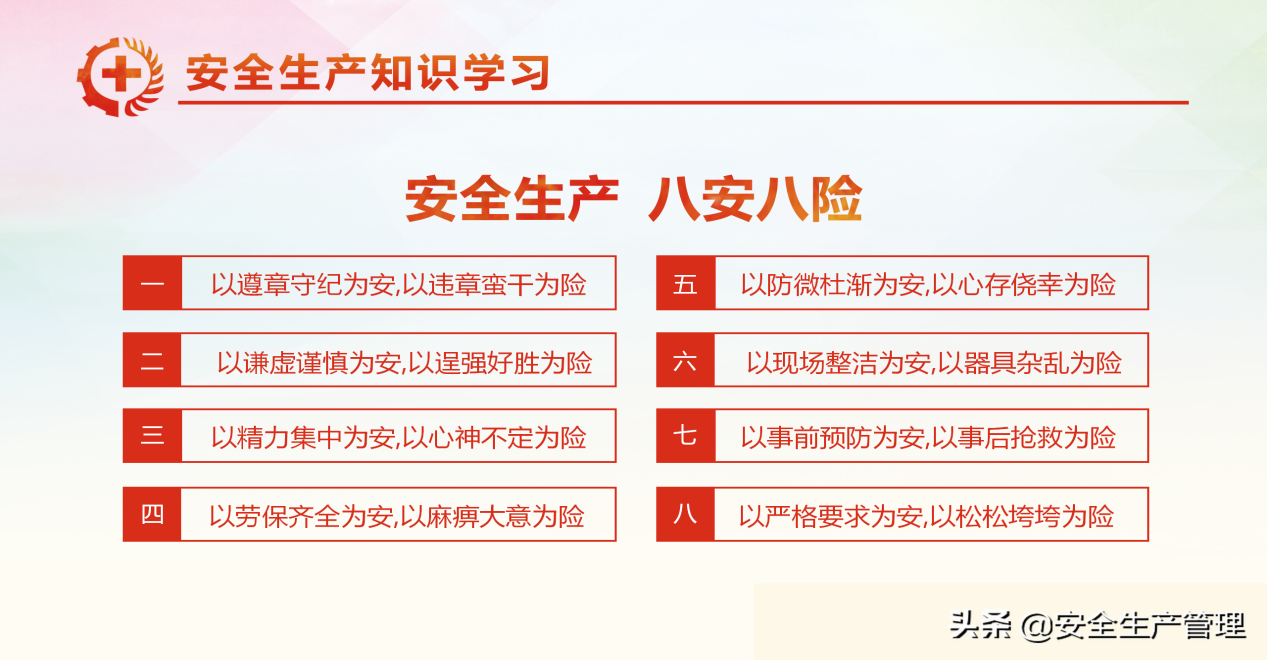 安全生产知识学习
安全生产 八安八险
一 以遵章守纪为安,以违章蛮干为险
二 以谦虚谨慎为安,以逞强好胜为险
三 以精力集中为安,以心神不定为险
四 以劳保齐全为安,以麻痹大意为险
五 以防微杜渐为安,以心存侥幸为险
六 以现场整洁为安,以器具杂乱为险
七 以事前预防为安,以事后抢救为险
八 以严格要求为安,以松松垮垮为险
头条 @安全生产管理